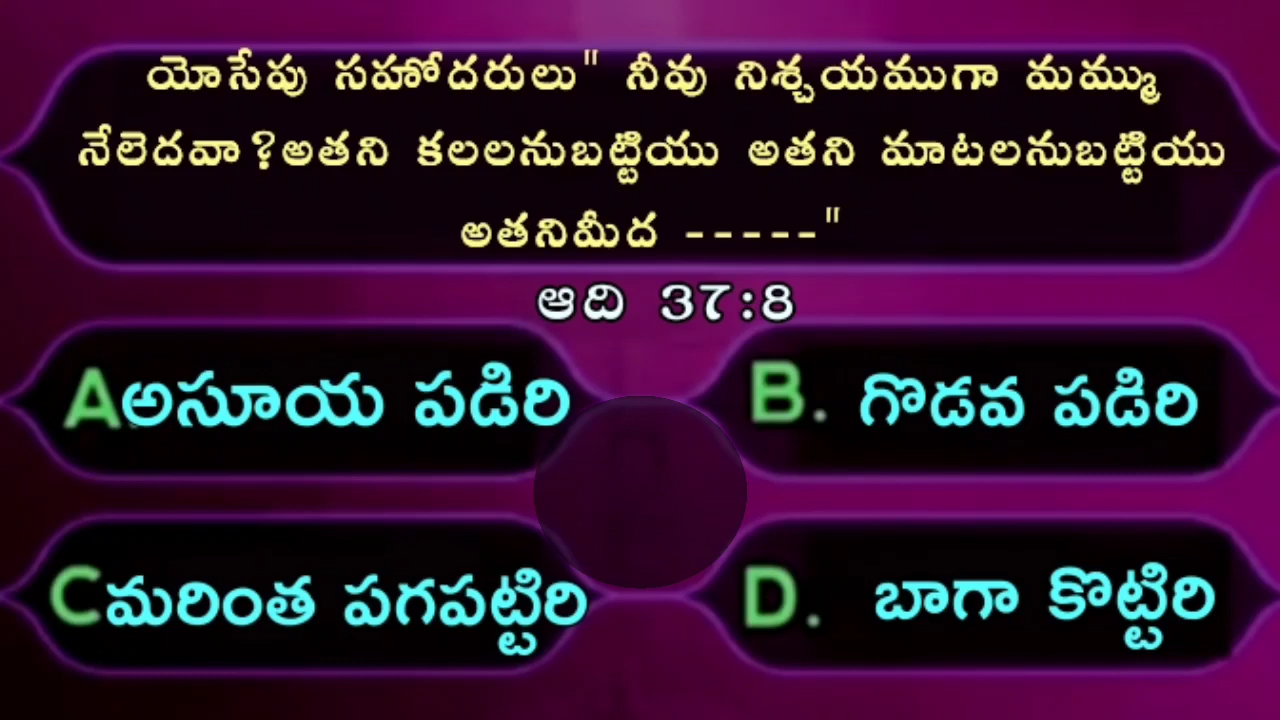 యోసేపు సహోదరులు" నీవు నిశ్చయముగా మమ్ము
నేలెదవా?అతని కలలనుబట్టియు అతని మాటలనుబట్టియు
అతనిమీద -----"
ఆది 37:8
A.అసూయ పడిరి
B. గొడవ పడిరి
Cమరింత పగపట్టిరి
D. బాగా కొట్టిరి